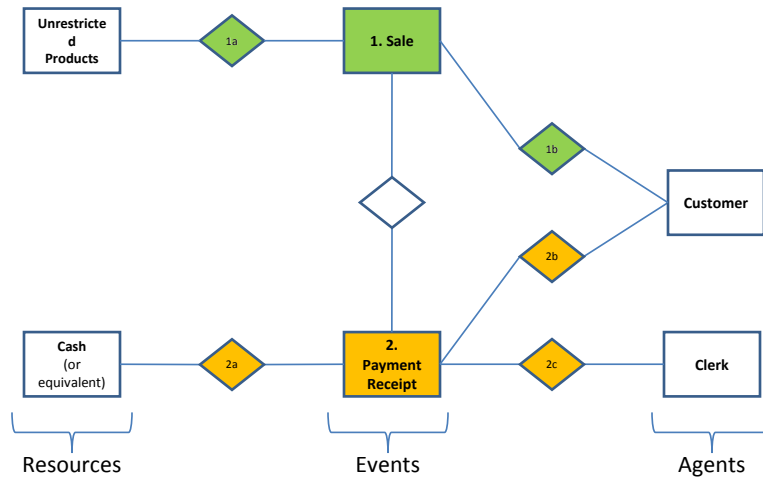 Unrestricte
d
Products
1a
1. Sale
1b
Customer
2b
Cash
(or
equivalent)
2a
2.
Payment
Receipt
2c
Clerk
Resources
Events
Agents